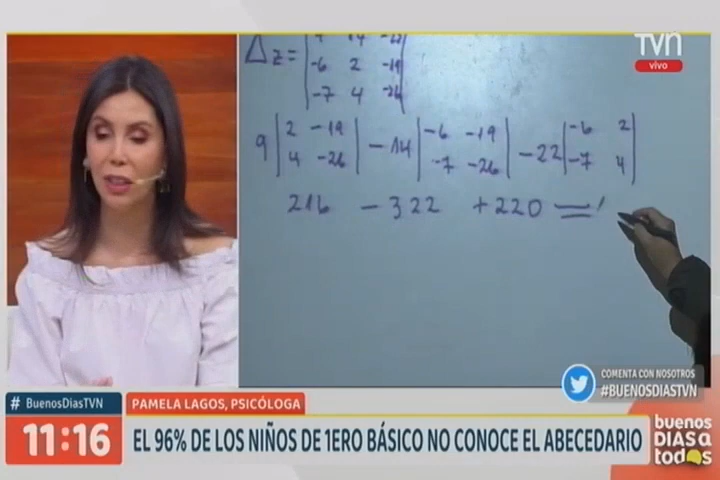 TVN
vivo
Δz=
-6 2 -19
-7 4 -26
9 | 2 -19 | -14 | -6 -19 | -22 | -6 2 |
| 4 -26 | | -7 -26 | | -7 4 |
216 -322 +220 =
COMENTA CON NOSOTROS
#BUENOSDIASTVN
# BuenosDiasTVN
PAMELA LAGOS, PSICÓLOGA
11:16
EL 96% DE LOS NIÑOS DE 1ERO BÁSICO NO CONOCE EL ABECEDARIO
buenos
DIAS a
todos